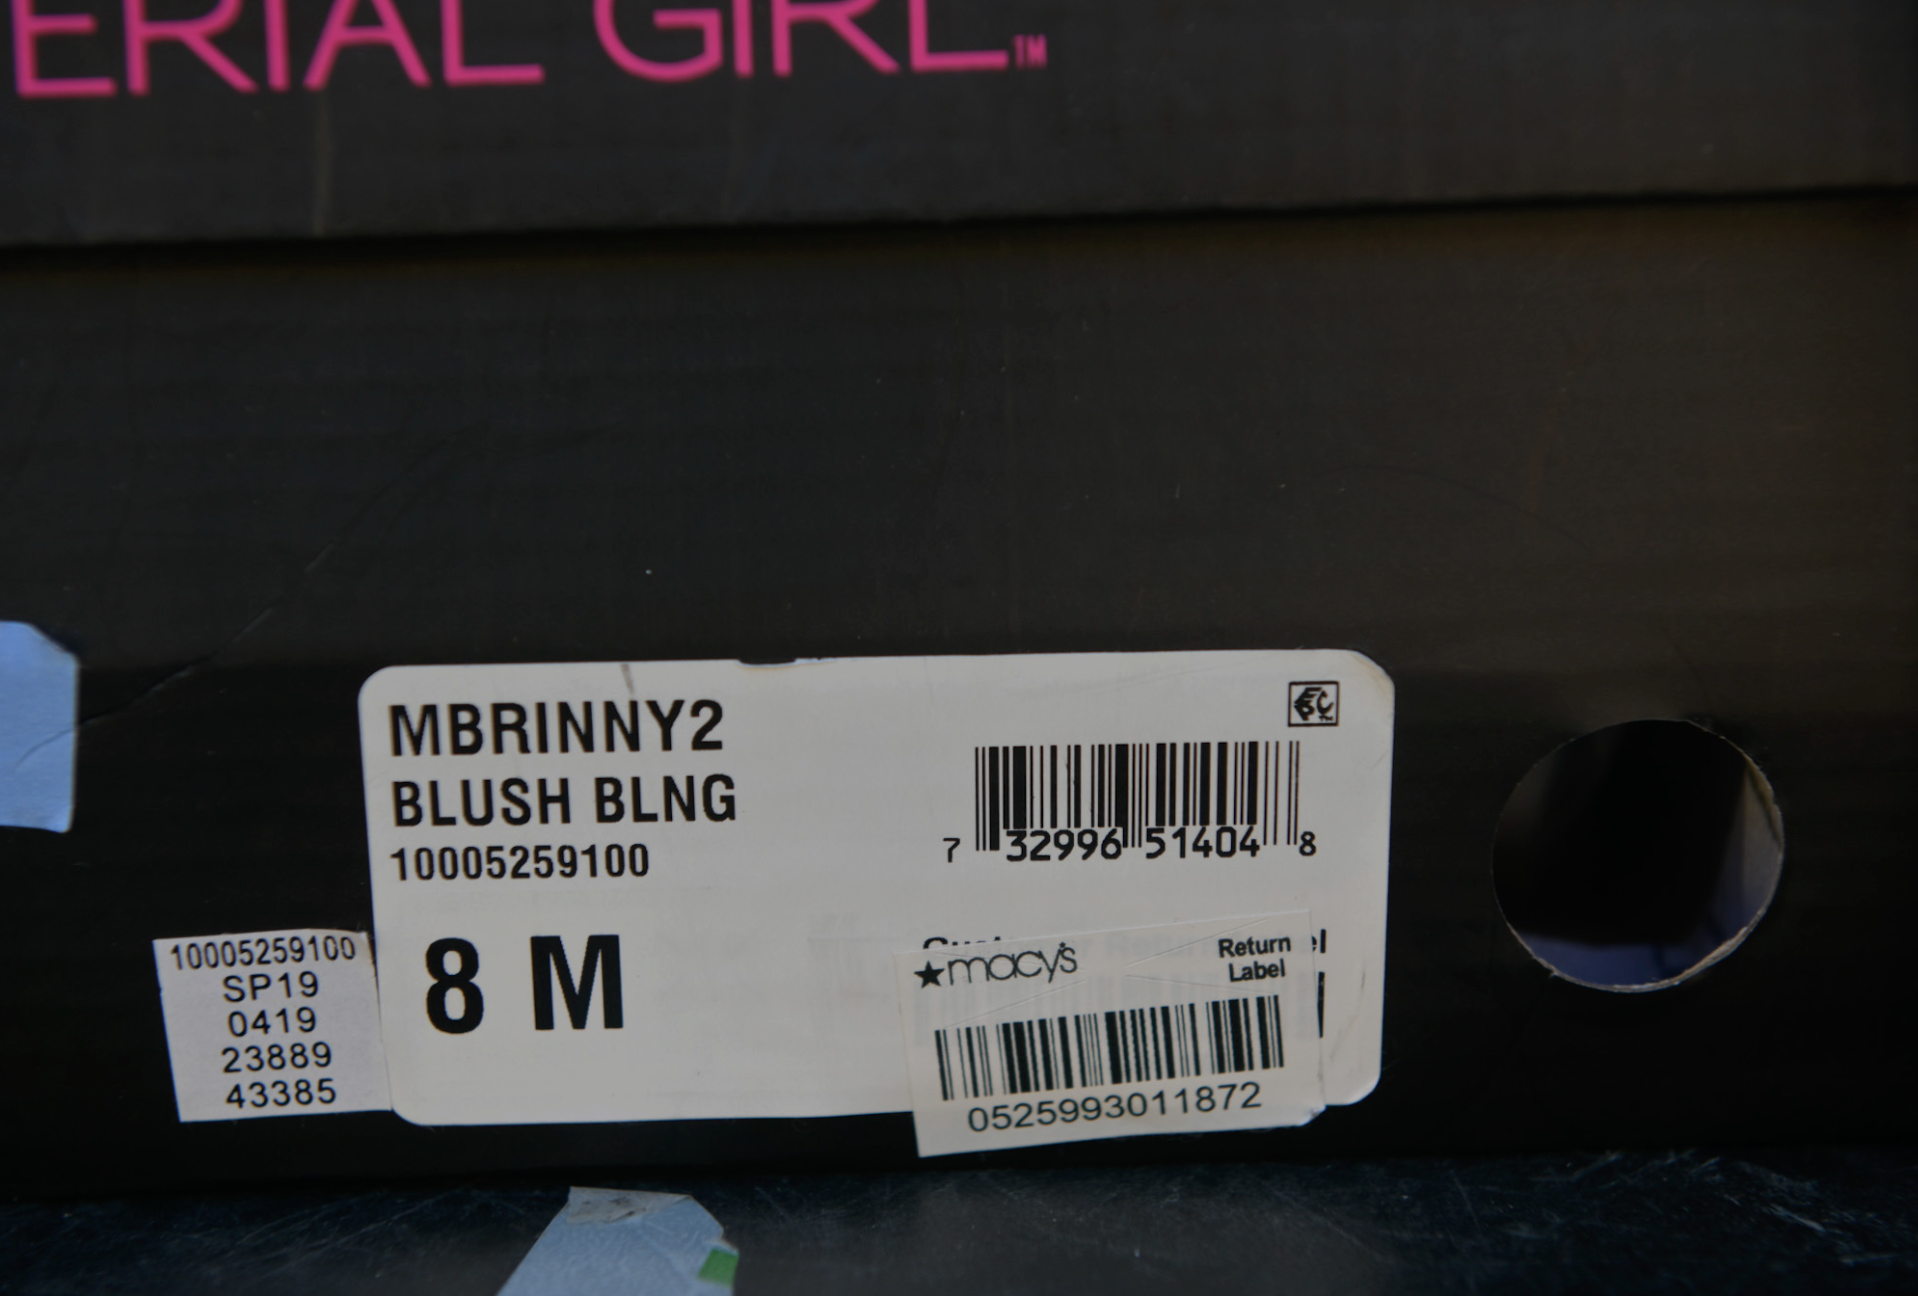 ERIAL GIRL™
MBRINNY2
BLUSH BLNG
10005259100
7 32996 51404 8
8 M
10005259100
SP19
0419
23889
43385
★macy's
Return
Label
0525993011872